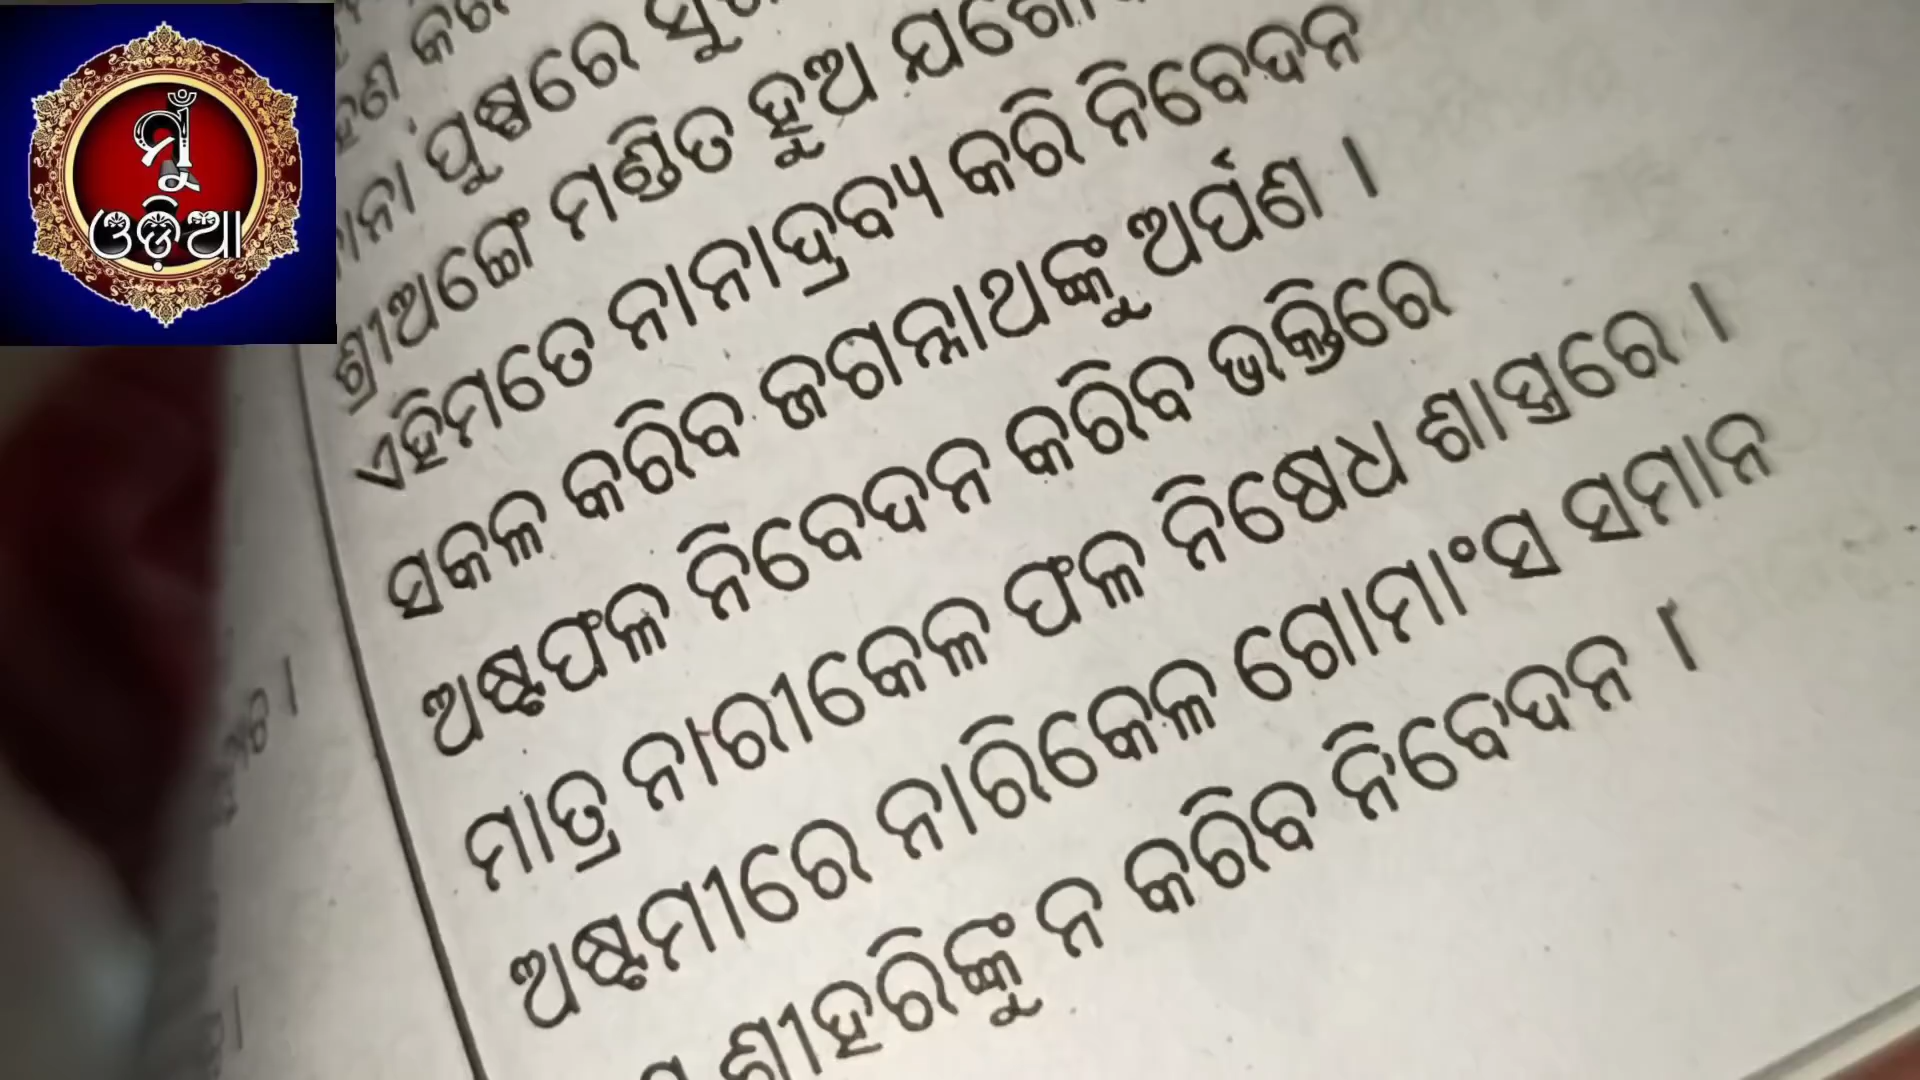 ମୁଁ
ଓଡ଼ିଆ
ପୁଷ୍ପରେ
ଶ୍ରୀଅଙ୍ଗେ ମଣ୍ଡିତ ହୁଅ
ଏହିମତେ ନାନାଦ୍ରବ୍ୟ କରି ନିବେଦନ
ସକଳ କରିବ ଜଗନ୍ନାଥଙ୍କୁ ଅର୍ପଣ ।
ଅଷ୍ଟଫଳ ନିବେଦନ କରିବ ଭକ୍ତିରେ
ମାତ୍ର ନାରୀକେଳ ଫଳ ନିଷେଧ ଶାସ୍ତ୍ରରେ ।
ଅଷ୍ଟମୀରେ ନାରିକେଳ ଗୋମାଂସ ସମାନ
ଶ୍ରୀହରିଙ୍କୁ ନ କରିବ ନିବେଦନ ।